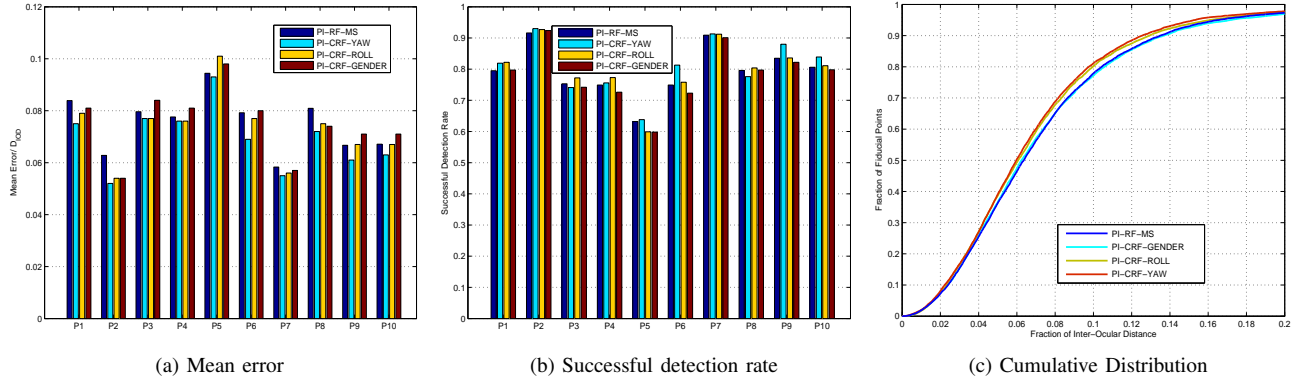 0.12
0.1
0.08
0.06
0.04
0.02
0
Mean Error/ D_IOD
PI−RF−MS
PI−CRF−YAW
PI−CRF−ROLL
PI−CRF−GENDER
P1 P2 P3 P4 P5 P6 P7 P8 P9 P10
(a) Mean error
1
0.9
0.8
0.7
0.6
0.5
0.4
0.3
0.2
0.1
0
Successful Detection Rate
PI−RF−MS
PI−CRF−YAW
PI−CRF−ROLL
PI−CRF−GENDER
P1 P2 P3 P4 P5 P6 P7 P8 P9 P10
(b) Successful detection rate
1
0.9
0.8
0.7
0.6
0.5
0.4
0.3
0.2
0.1
0
Fraction of Fiducial Points
PI−RF−MS
PI−CRF−GENDER
PI−CRF−ROLL
PI−CRF−YAW
0 0.02 0.04 0.06 0.08 0.1 0.12 0.14 0.16 0.18 0.2
Fraction of Inter−Ocular Distance
(c) Cumulative Distribution